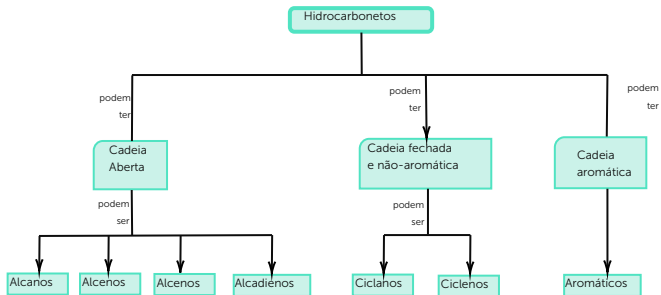 Hidrocarbonetos
podem
ter
podem
ter
podem
ter
Cadeia
Aberta
Cadeia fechada
e não-aromática
Cadeia
aromática
podem
ser
podem
ser
Alcanos
Alcenos
Alcenos
Alcadienos
Ciclanos
Ciclenos
Aromáticos